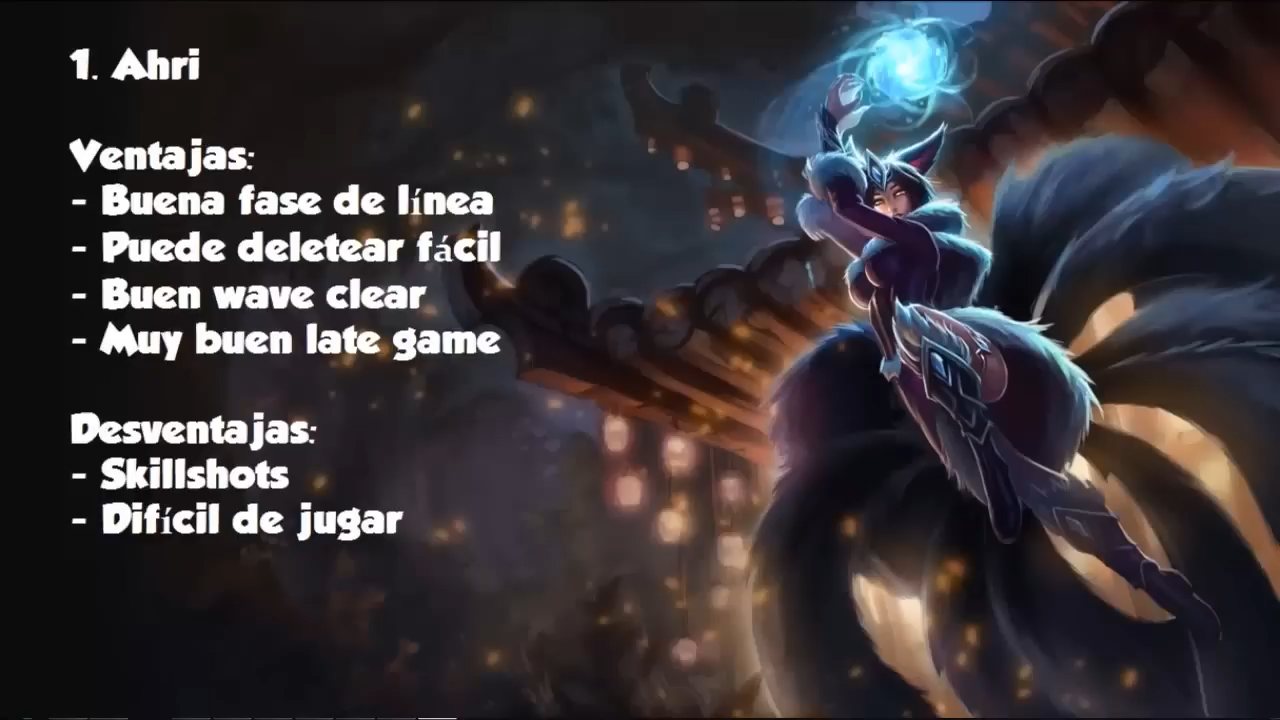 1. Ahri
Ventajas:
- Buena fase de línea
- Puede deletear fácil
- Buen wave clear
- Muy buen late game
Desventajas:
- Skillshots
- Difícil de jugar